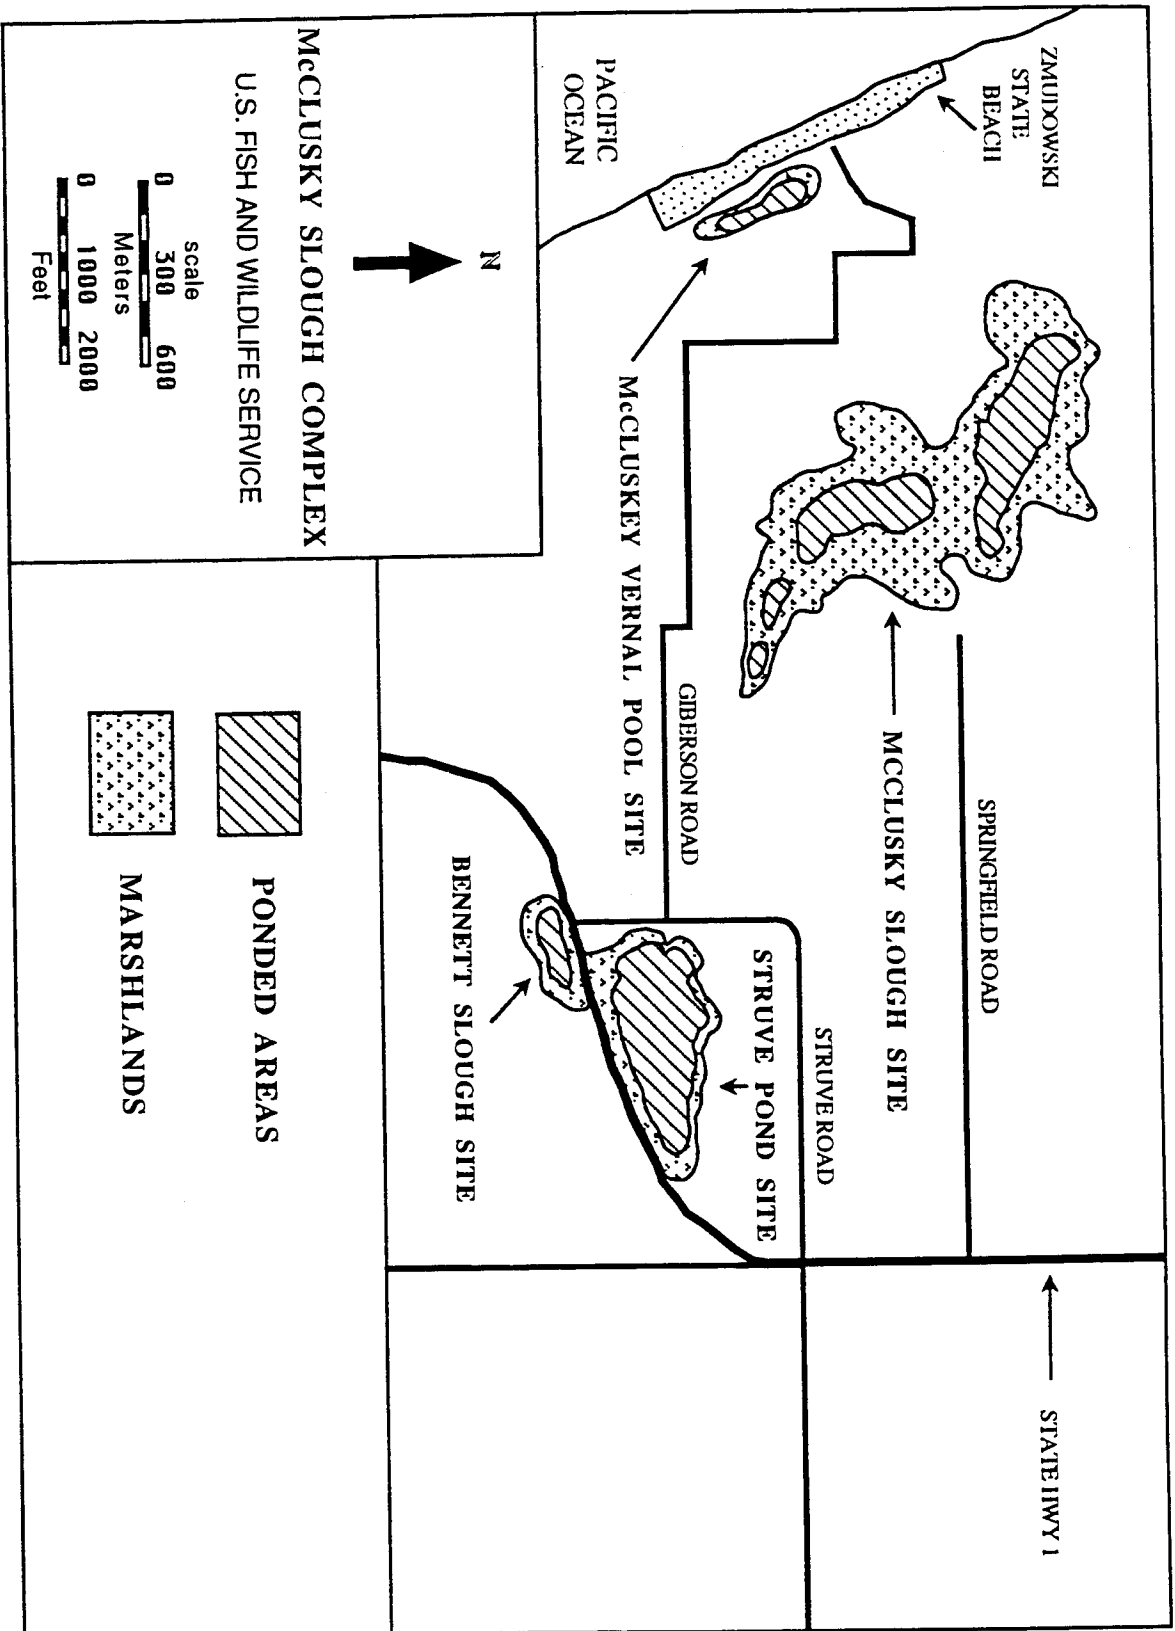 ZMUDOWSKI
STATE
BEACH
PACIFIC
OCEAN
McCLUSKEY VERNAL POOL SITE
MCCLUSKY SLOUGH SITE
SPRINGFIELD ROAD
GIBERSON ROAD
STRUVE ROAD
STRUVE POND SITE
BENNETT SLOUGH SITE
STATE HWY 1
N
McCLUSKY SLOUGH COMPLEX
U.S. FISH AND WILDLIFE SERVICE
scale
0 300 600
Meters
0 1000 2000
Feet
PONDED AREAS
MARSHLANDS